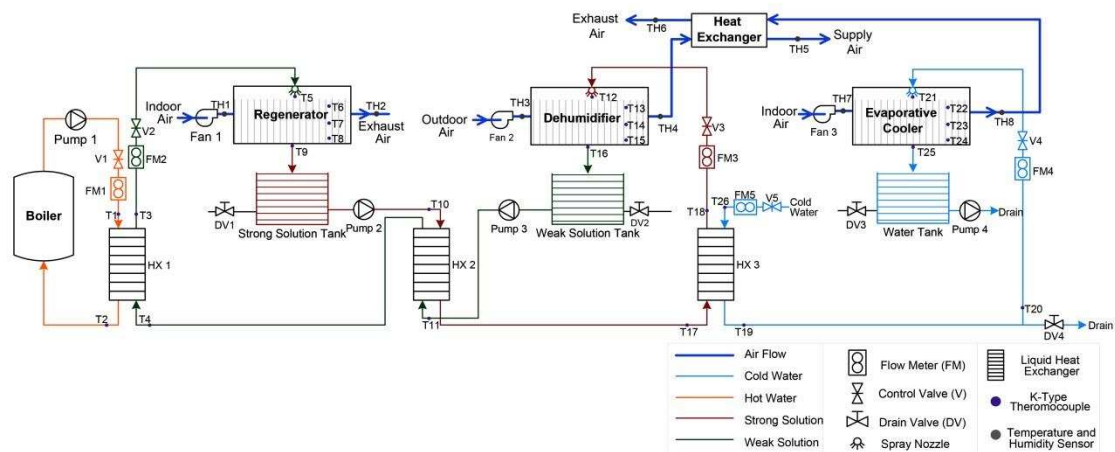 Exhaust
Air
TH6
Heat
Exchanger
TH5
Supply
Air
Pump 1
V1
FM1
V2
FM2
T1
T3
Boiler
HX 1
T2
T4
Indoor
Air
TH1
Fan 1
T5
Regenerator
T6
T7
T8
TH2
Exhaust
Air
T9
DV1
Strong Solution Tank
Pump 2
T10
HX 2
T11
Outdoor
Air
TH3
Fan 2
T12
Dehumidifier
T13
T14
T15
TH4
T16
Pump 3
Weak Solution Tank
DV2
V3
FM3
T18
T26
FM5
V5
Cold
Water
HX 3
T17
T19
Indoor
Air
TH7
Fan 3
T21
Evaporative
Cooler
T22
T23
T24
TH8
T25
DV3
Water Tank
Pump 4
Drain
V4
FM4
T20
DV4
Drain
Air Flow
Cold Water
Hot Water
Strong Solution
Weak Solution
Flow Meter (FM)
Control Valve (V)
Drain Valve (DV)
Spray Nozzle
Liquid Heat
Exchanger
K-Type
Theromocouple
Temperature and
Humidity Sensor